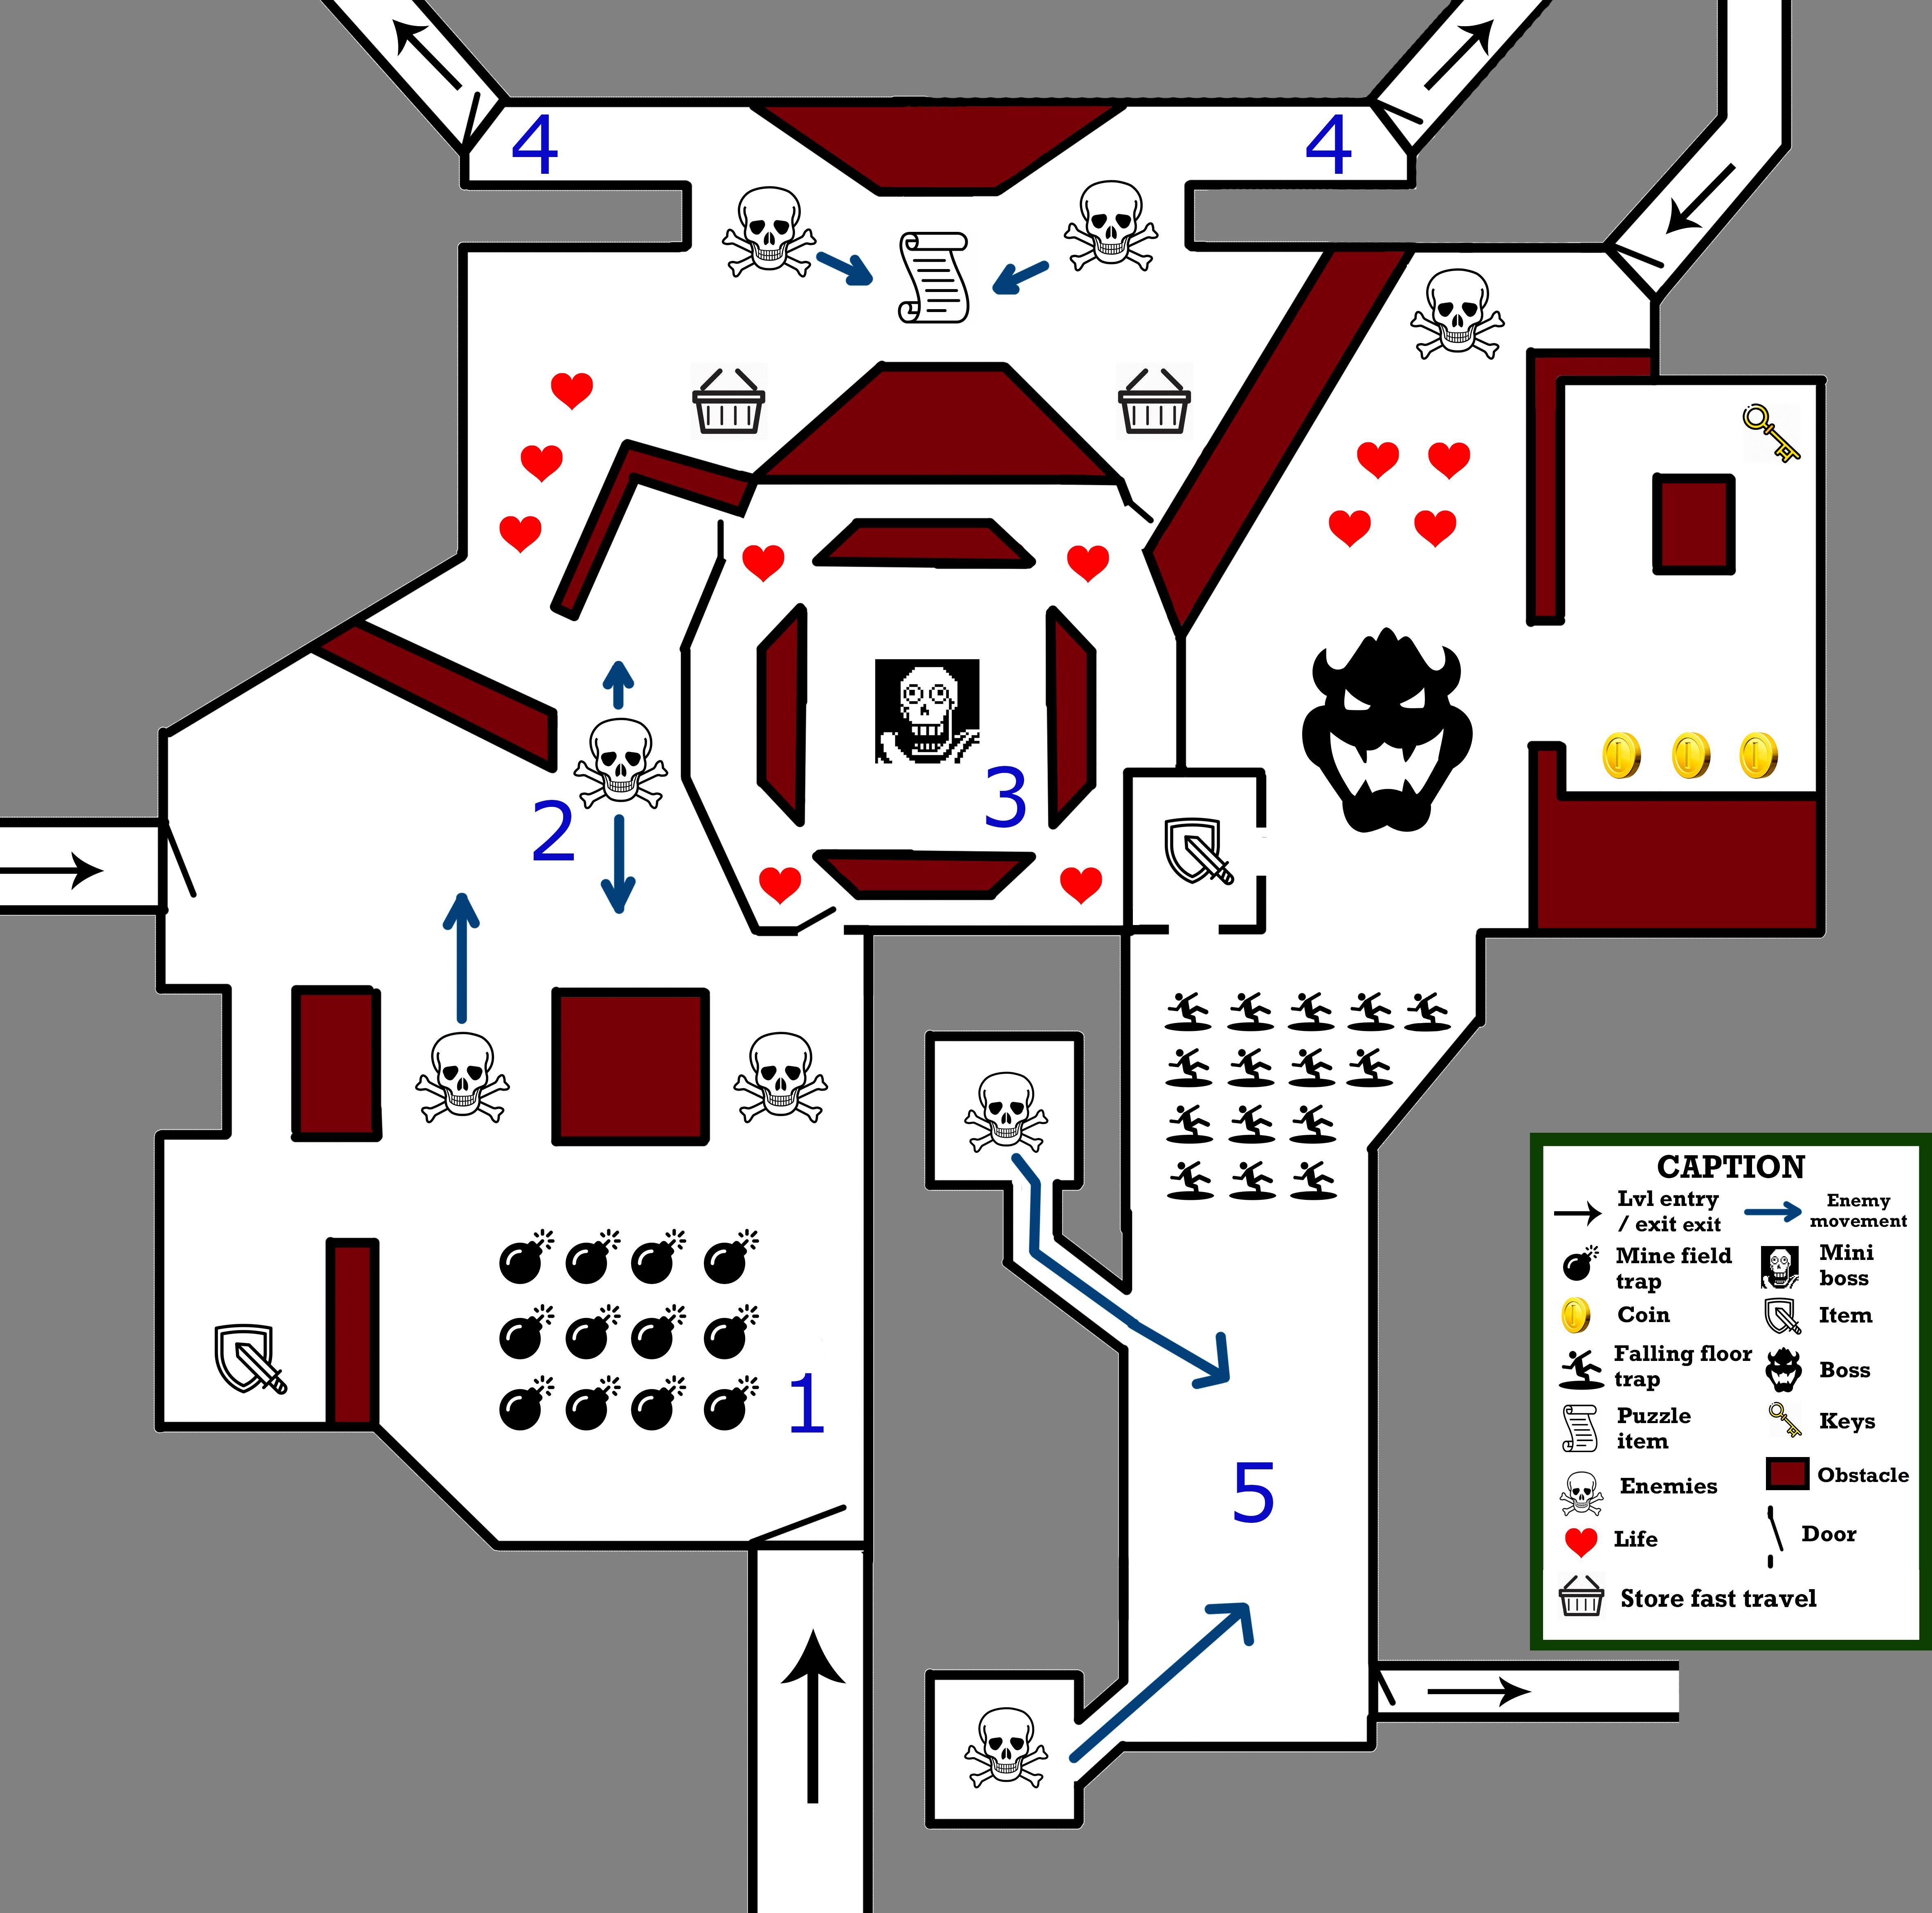 4
4
2
3
1
5
CAPTION
Lvl entry
/ exit exit
Enemy
movement
Mine field
trap
Mini
boss
Coin
Item
Falling floor
trap
Boss
Puzzle
item
Keys
Enemies
Obstacle
Life
Door
Store fast travel